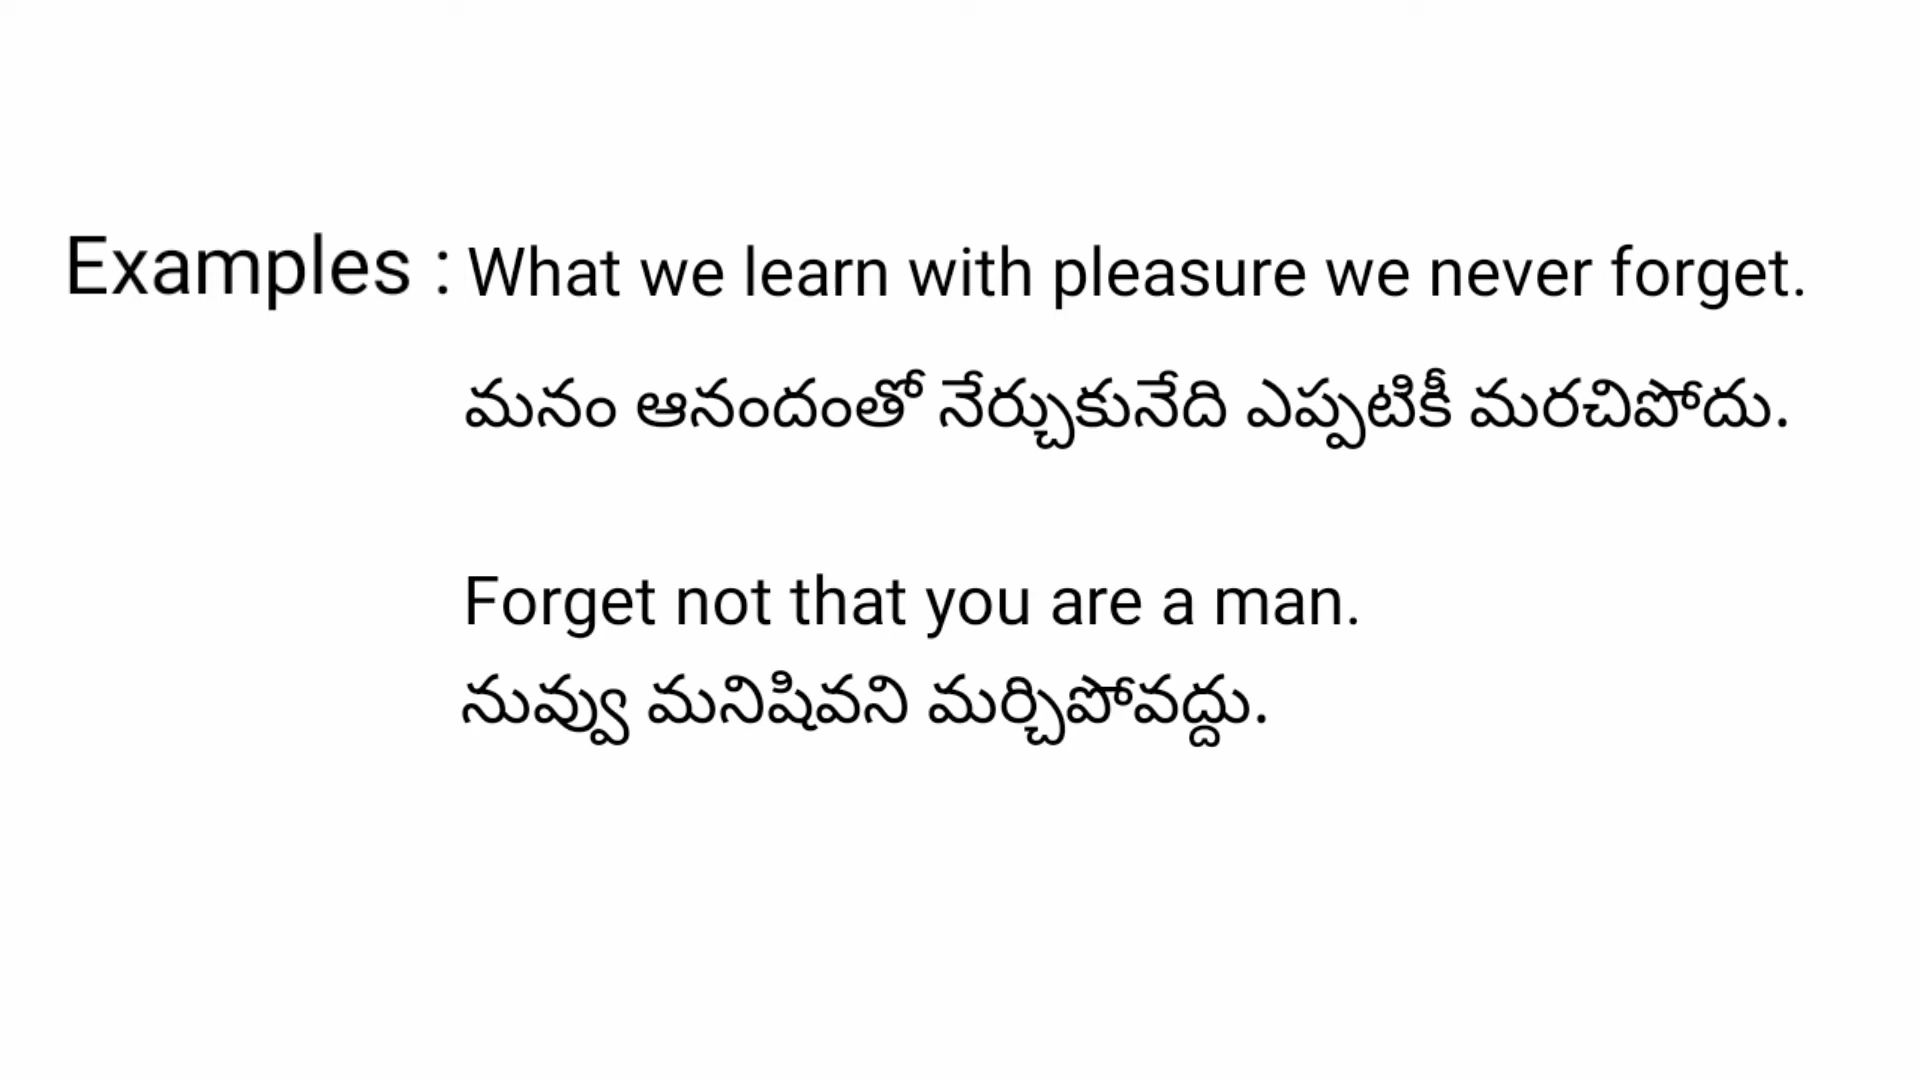 Examples : What we learn with pleasure we never forget.
మనం ఆనందంతో నేర్చుకునేది ఎప్పటికీ మరచిపోదు.
Forget not that you are a man.
నువ్వు మనిషివని మర్చిపోవద్దు.